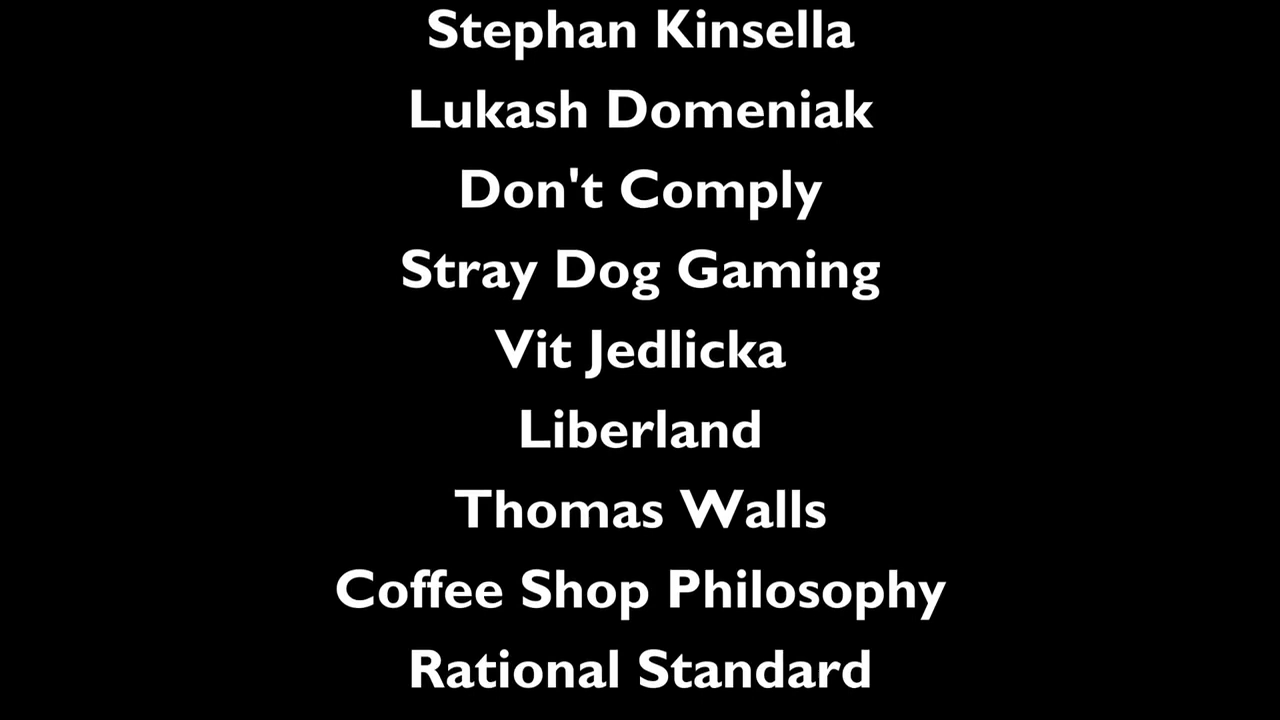 Stephan Kinsella
Lukash Domeniak
Don't Comply
Stray Dog Gaming
Vit Jedlicka
Liberland
Thomas Walls
Coffee Shop Philosophy
Rational Standard